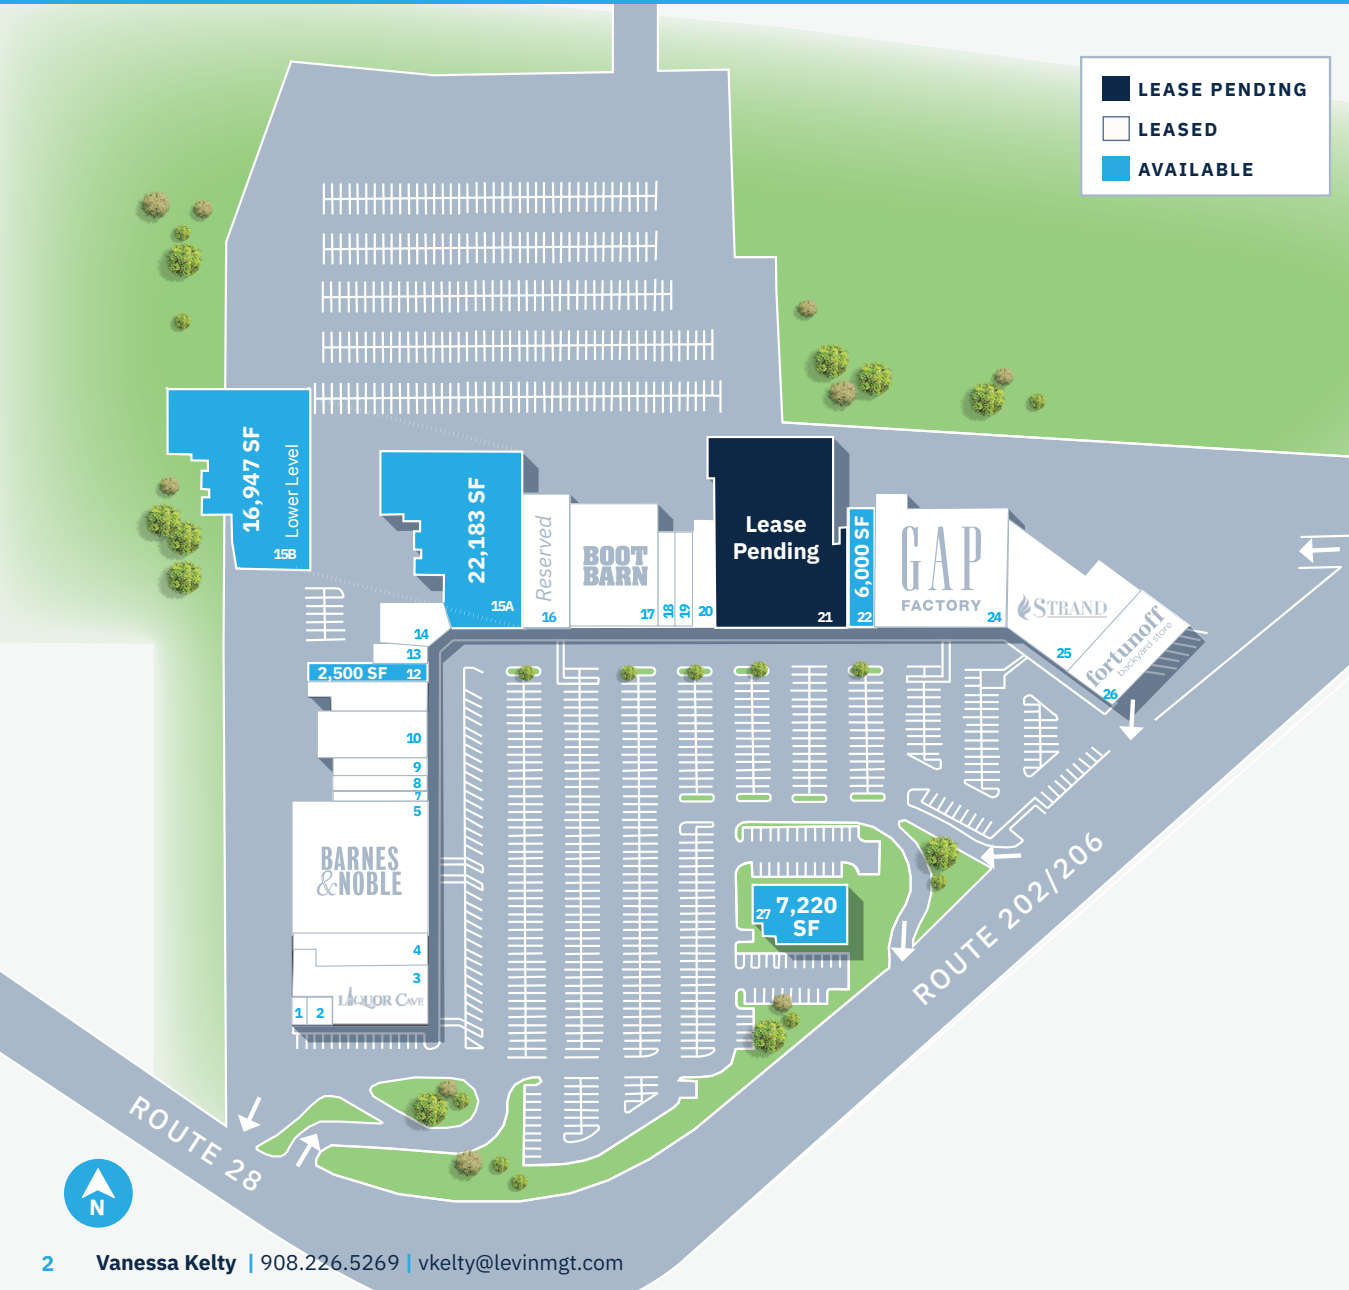 LEASE PENDING
LEASED
AVAILABLE
16,947 SF
Lower Level
15B
22,183 SF
15A
Reserved
16
BOOT
BARN
17
18
19
20
Lease
Pending
21
6,000 SF
22
GAP
FACTORY
24
STRAND
25
fortunoff
backyard store
26
14
13
2,500 SF
12
10
9
8
7
5
BARNES
&NOBLE
4
3
LIQUOR CAVE
1
2
27
7,220
SF
ROUTE 202/206
ROUTE 28
N
2 Vanessa Kelty | 908.226.5269 | vkelty@levinmgt.com